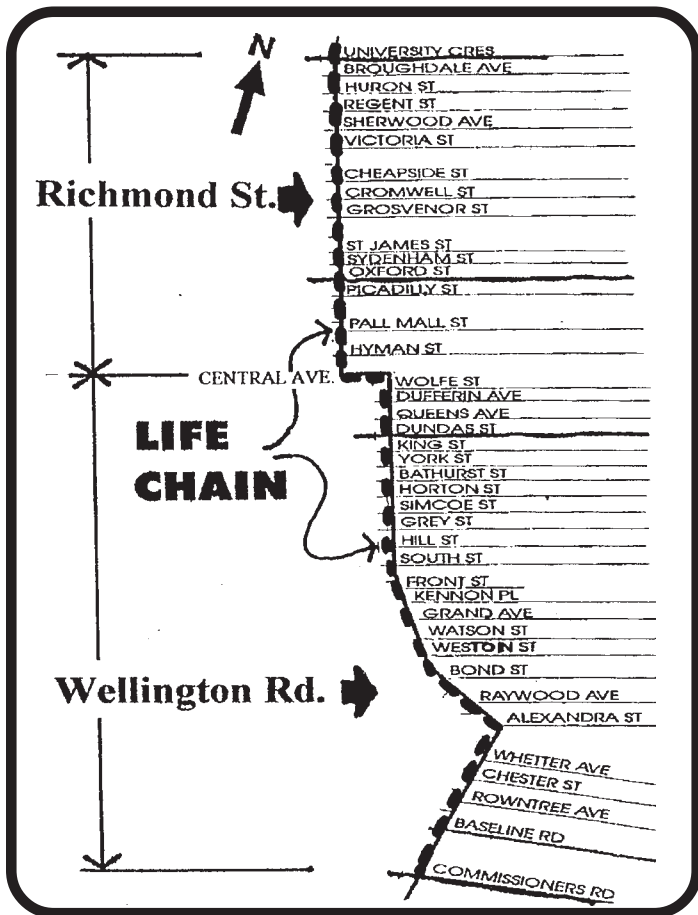 N
UNIVERSITY CRES
BROUGHDALE AVE
HURON ST
REGENT ST
SHERWOOD AVE
VICTORIA ST
CHEAPSIDE ST
Richmond St.
CROMWELL ST
GROSVENOR ST
ST JAMES ST
SYDENHAM ST
OXFORD ST
PICADILLY ST
PALL MALL ST
HYMAN ST
CENTRAL AVE.
WOLFE ST
DUFFERIN AVE
QUEENS AVE
DUNDAS ST
LIFE
CHAIN
KING ST
YORK ST
BATHURST ST
HORTON ST
SIMCOE ST
GREY ST
HILL ST
SOUTH ST
FRONT ST
KENNON PL
GRAND AVE
WATSON ST
WESTON ST
BOND ST
Wellington Rd.
RAYWOOD AVE
ALEXANDRA ST
WHETTER AVE
CHESTER ST
ROWNTREE AVE
BASELINE RD
COMMISSIONERS RD